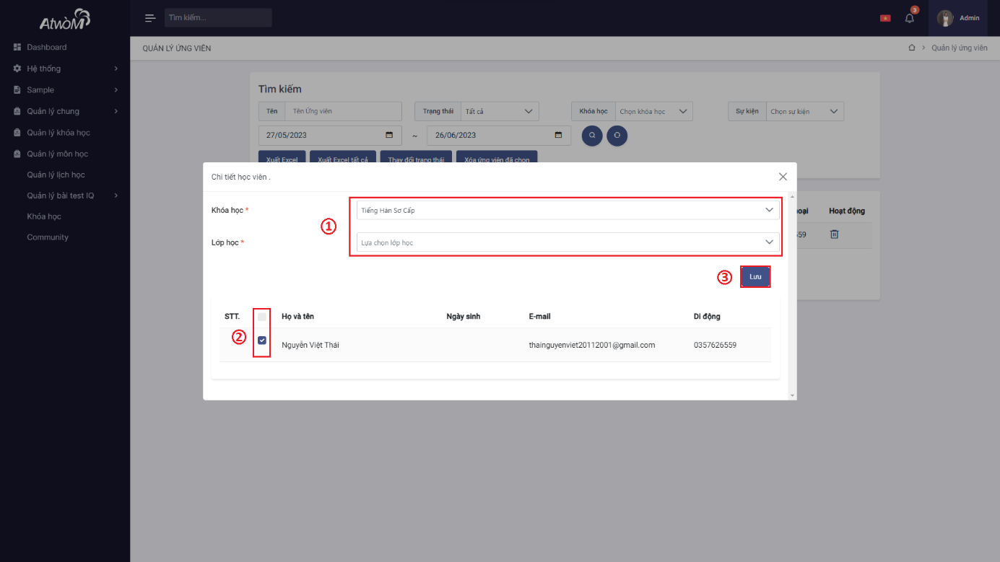 AtwòM
Tìm kiếm...
3
Admin
Dashboard
Hệ thống
Sample
Quản lý chung
Quản lý khóa học
Quản lý môn học
Quản lý lịch học
Quản lý bài test IQ
Khóa học
Community
QUẢN LÝ ỨNG VIÊN
Quản lý ứng viên
Tìm kiếm
Tên Tên Ứng viên Trạng thái Tất cả Khóa học Chọn khóa học Sự kiện Chọn sự kiện
27/05/2023 ~ 26/06/2023
Xuất Excel Xuất Excel tất cả Thay đổi trạng thái Xóa ứng viên đã chọn
Chi tiết học viên .
Khóa học * Tiếng Hàn Sơ Cấp
①
Lớp học * Lựa chọn lớp học
③ Lưu
STT. Họ và tên Ngày sinh E-mail Di động
② Nguyễn Việt Thái thainguyenviet20112001@gmail.com 0357626559
Hoạt động